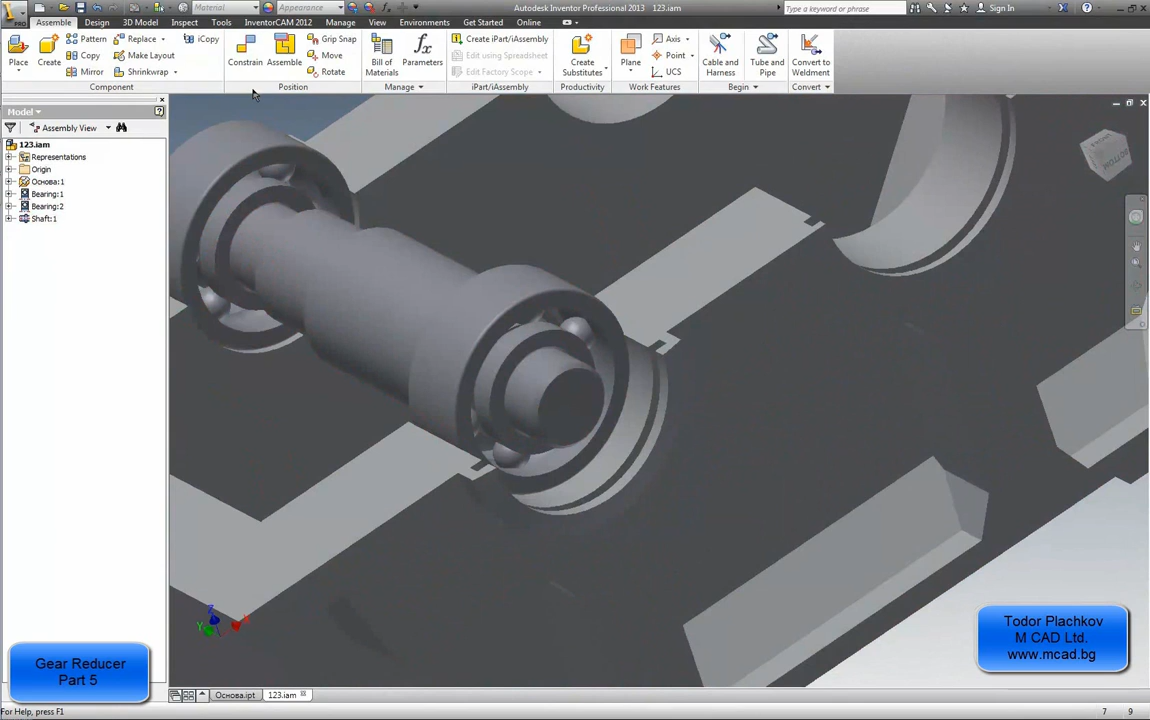 Material
Appearance
Autodesk Inventor Professional 2013   123.iam
Type a keyword or phrase
Sign In
Assemble Design 3D Model Inspect Tools InventorCAM 2012 Manage View Environments Get Started Online
Place
Create
Pattern
Copy
Mirror
Replace
Make Layout
Shrinkwrap
iCopy
Component
Constrain
Assemble
Grip Snap
Move
Rotate
Position
Bill of Materials
Parameters
Manage
Create iPart/iAssembly
Edit using Spreadsheet
Edit Factory Scope
iPart/iAssembly
Create Substitutes
Productivity
Plane
Axis
Point
UCS
Work Features
Cable and Harness
Tube and Pipe
Begin
Convert to Weldment
Convert
Model
Assembly View
123.iam
Representations
Origin
Основа:1
Bearing:1
Bearing:2
Shaft:1
BOTTOM
Z
Gear Reducer
Part 5
Todor Plachkov
M CAD Ltd.
www.mcad.bg
Основа.ipt
123.iam
For Help, press F1
7 9